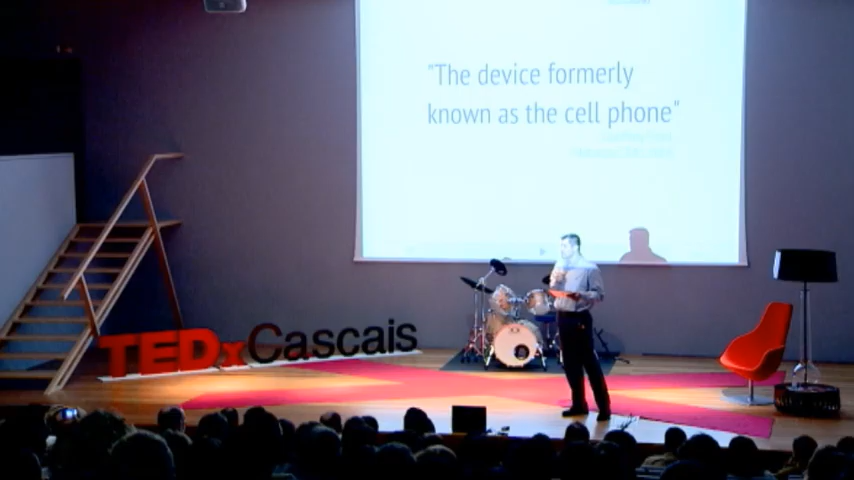 "The device formerly
known as the cell phone"
TEDxCascais